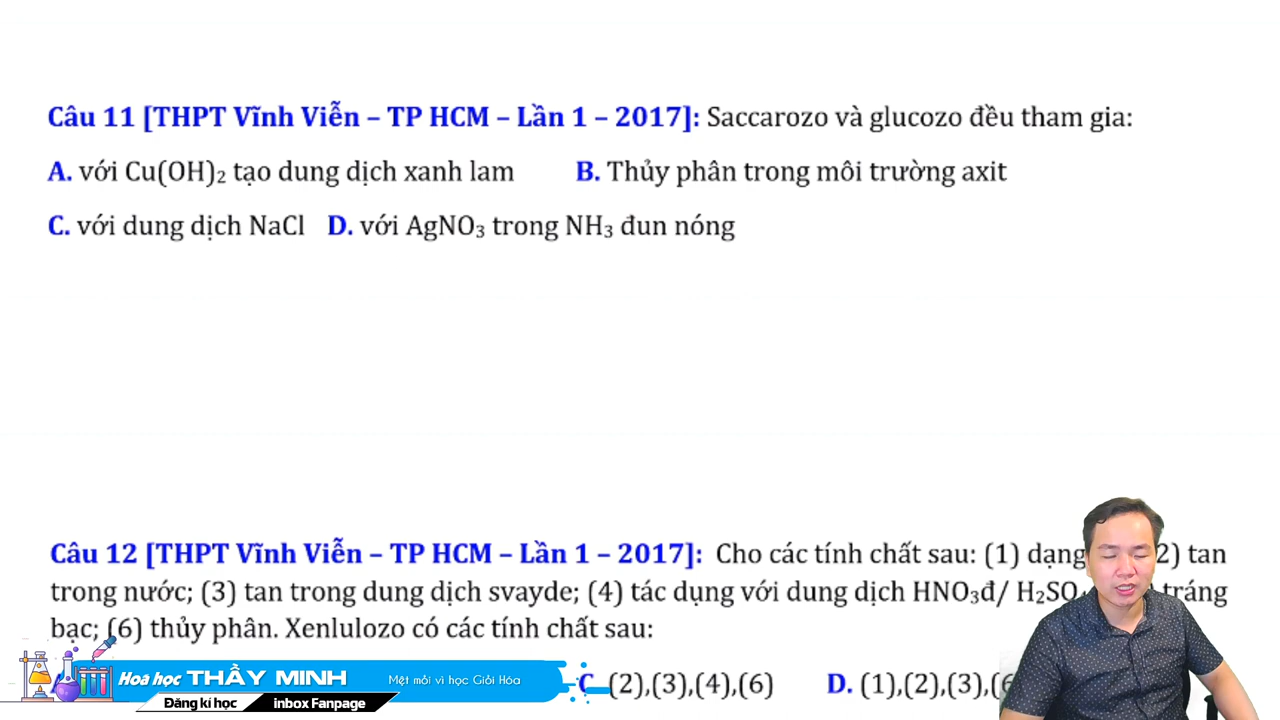 Câu 11 [THPT Vĩnh Viễn – TP HCM – Lần 1 – 2017]: Saccarozo và glucozo đều tham gia:
A. với Cu(OH)₂ tạo dung dịch xanh lam B. Thủy phân trong môi trường axit
C. với dung dịch NaCl D. với AgNO₃ trong NH₃ đun nóng
Câu 12 [THPT Vĩnh Viễn – TP HCM – Lần 1 – 2017]: Cho các tính chất sau: (1) dạng 2) tan
trong nước; (3) tan trong dung dịch svayde; (4) tác dụng với dung dịch HNO₃đ/ H₂SO₄ tráng
bạc; (6) thủy phân. Xenlulozo có các tính chất sau:
C (2),(3),(4),(6) D. (1),(2),(3),(6
Hoá học THẦY MINH Mệt mỏi vì học Giỏi Hóa
Đăng kí học inbox Fanpage